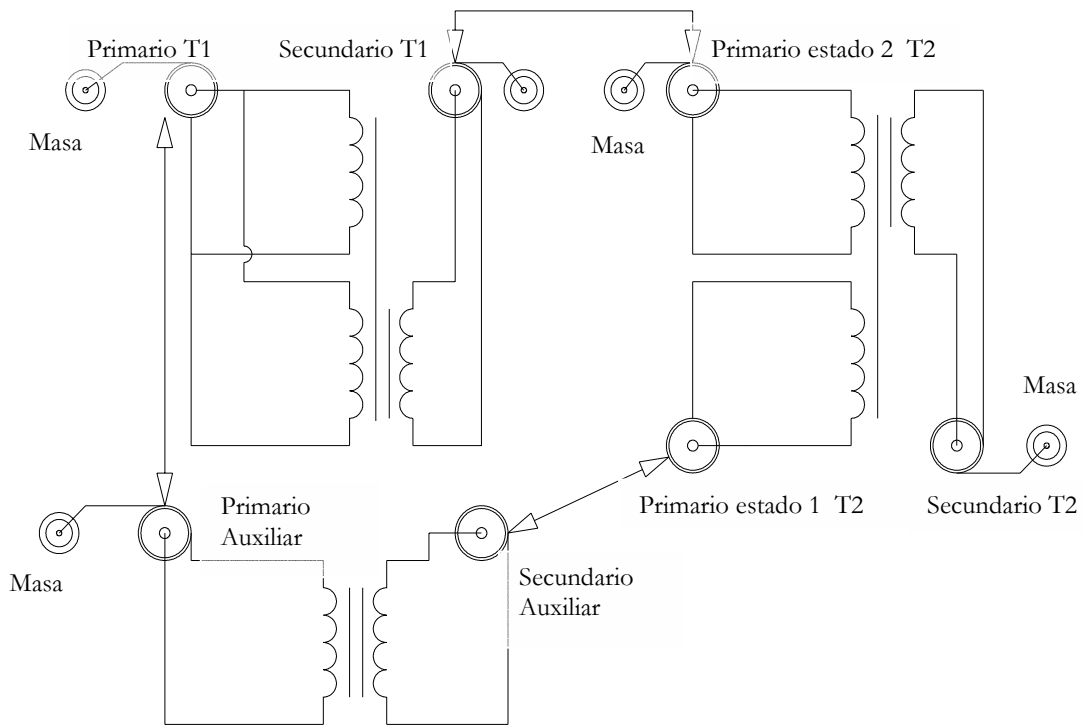 Primario T1
Secundario T1
Primario estado 2 T2
Masa
Masa
Masa
Primario
Auxiliar
Primario estado 1 T2
Secundario T2
Masa
Secundario
Auxiliar